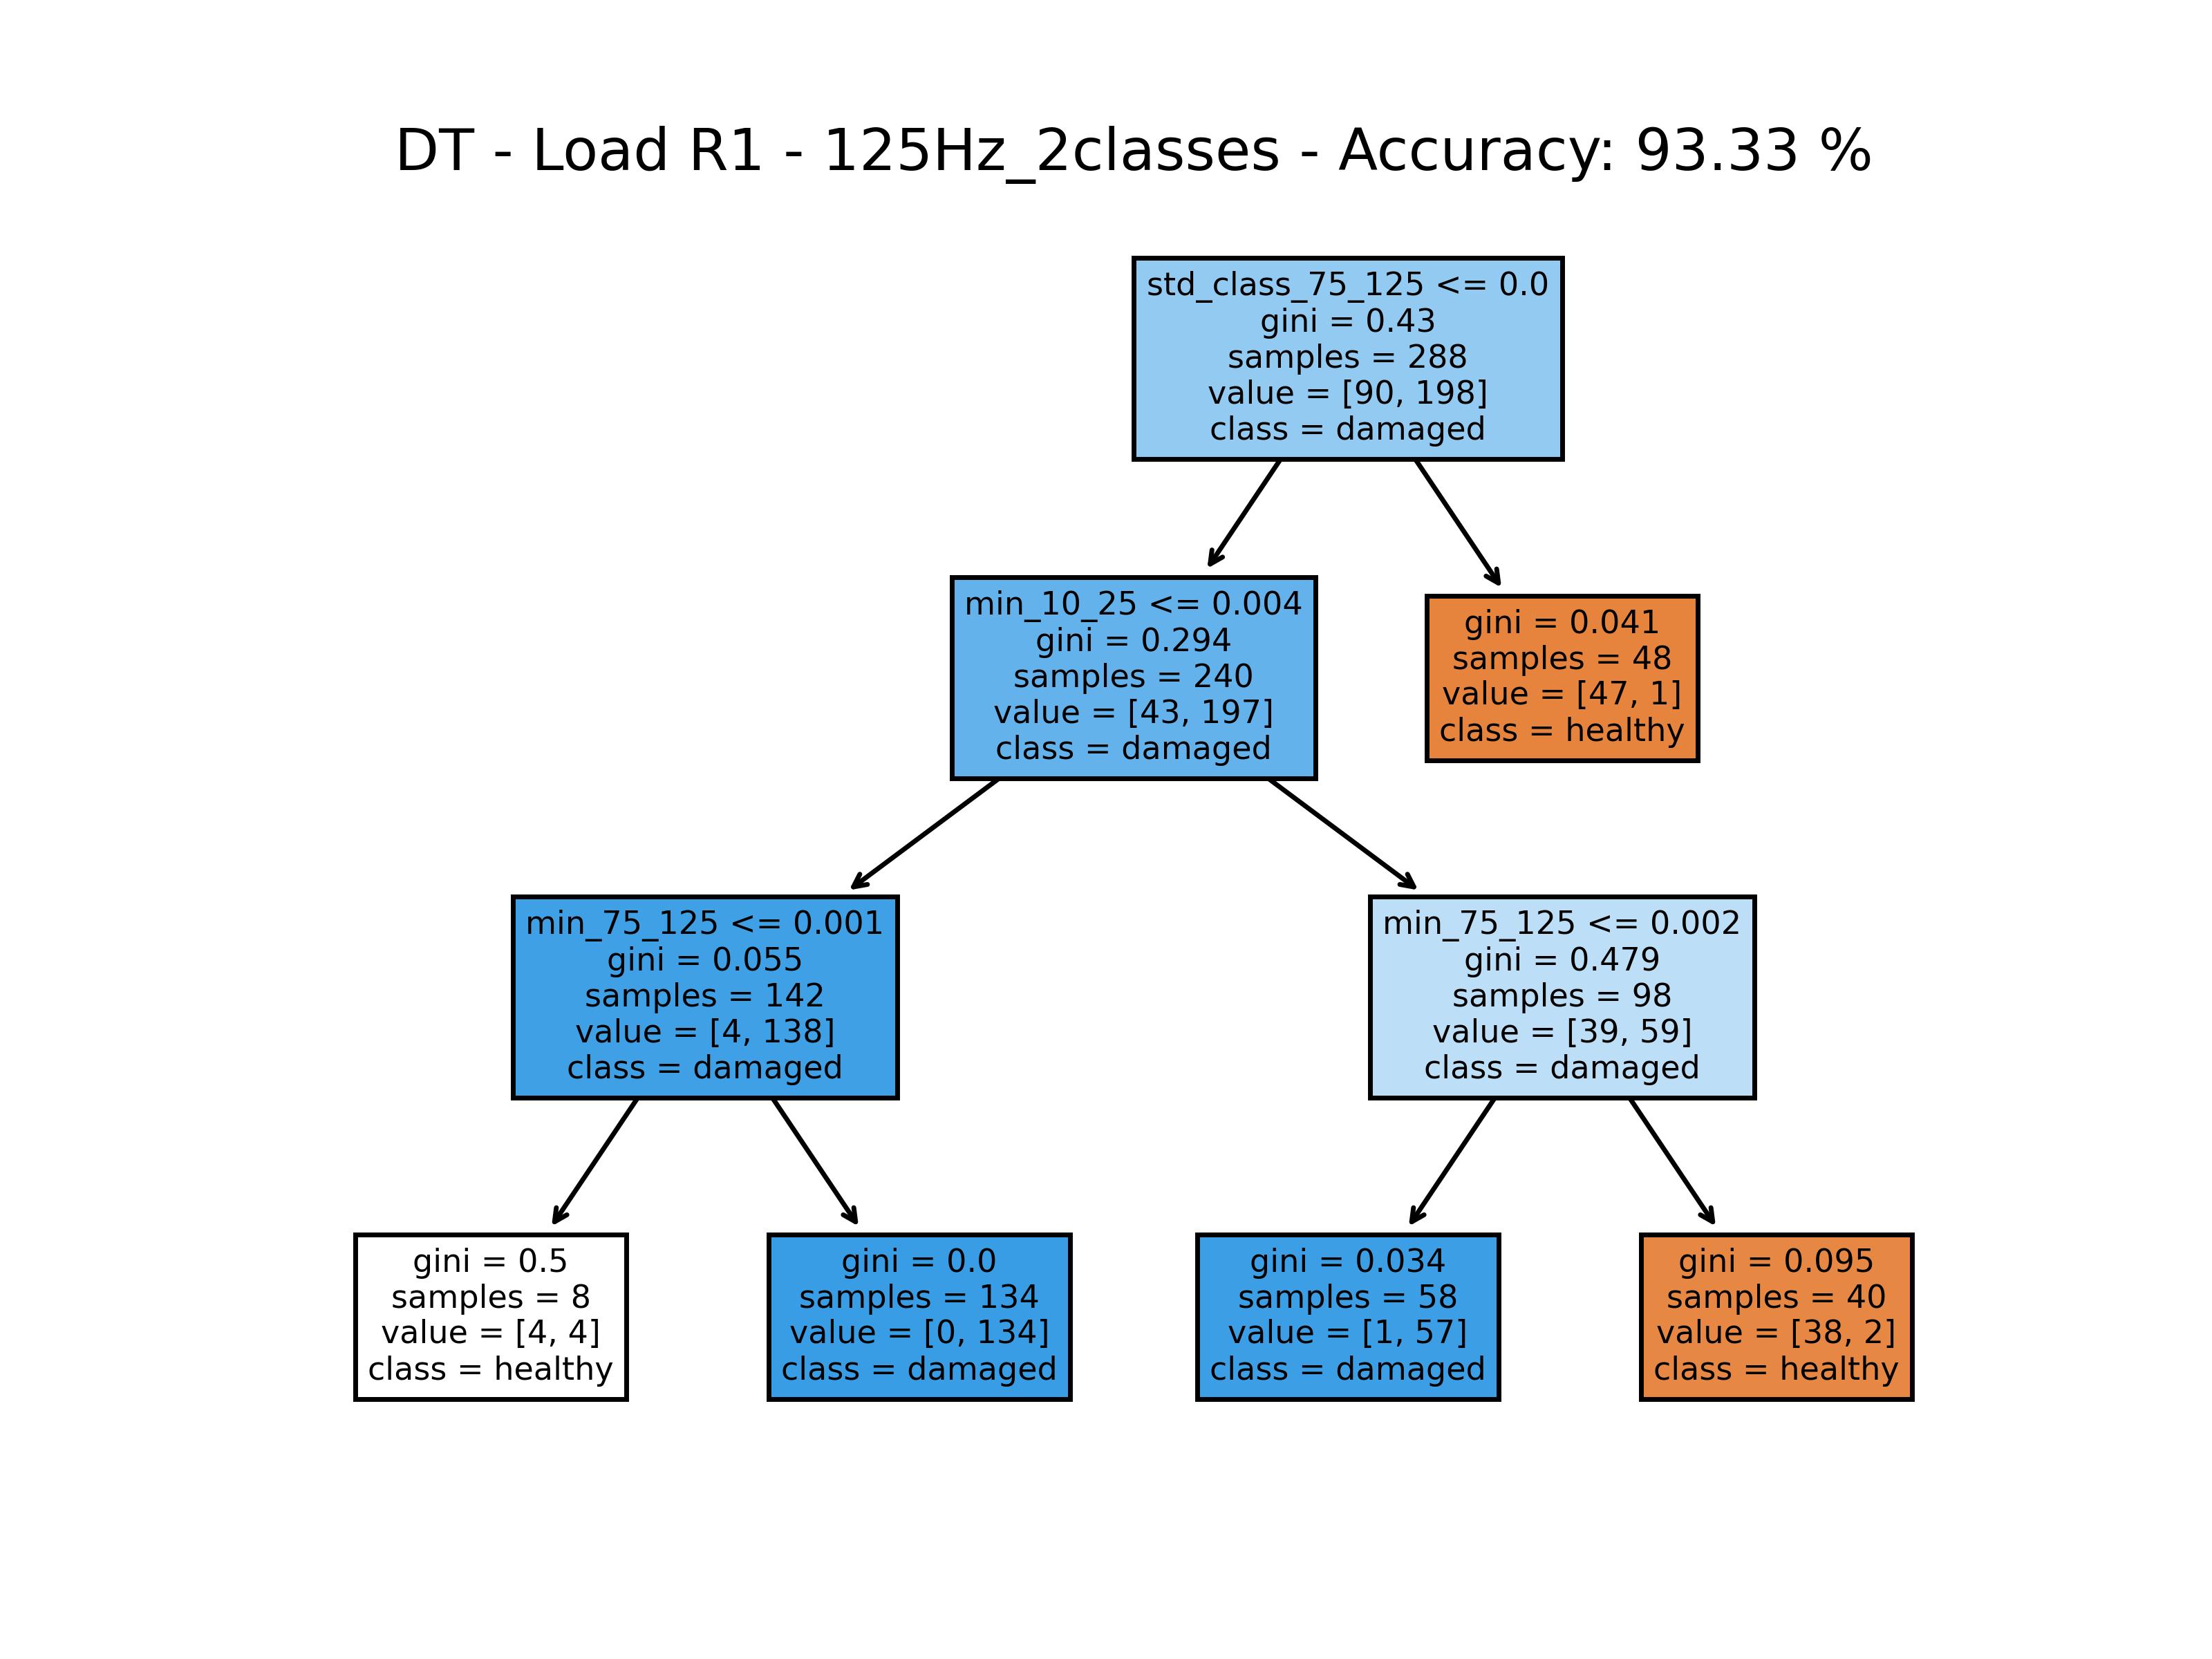 DT - Load R1 - 125Hz_2classes - Accuracy: 93.33 %
std_class_75_125 <= 0.0
gini = 0.43
samples = 288
value = [90, 198]
class = damaged
min_10_25 <= 0.004
gini = 0.294
samples = 240
value = [43, 197]
class = damaged
gini = 0.041
samples = 48
value = [47, 1]
class = healthy
min_75_125 <= 0.001
gini = 0.055
samples = 142
value = [4, 138]
class = damaged
min_75_125 <= 0.002
gini = 0.479
samples = 98
value = [39, 59]
class = damaged
gini = 0.5
samples = 8
value = [4, 4]
class = healthy
gini = 0.0
samples = 134
value = [0, 134]
class = damaged
gini = 0.034
samples = 58
value = [1, 57]
class = damaged
gini = 0.095
samples = 40
value = [38, 2]
class = healthy